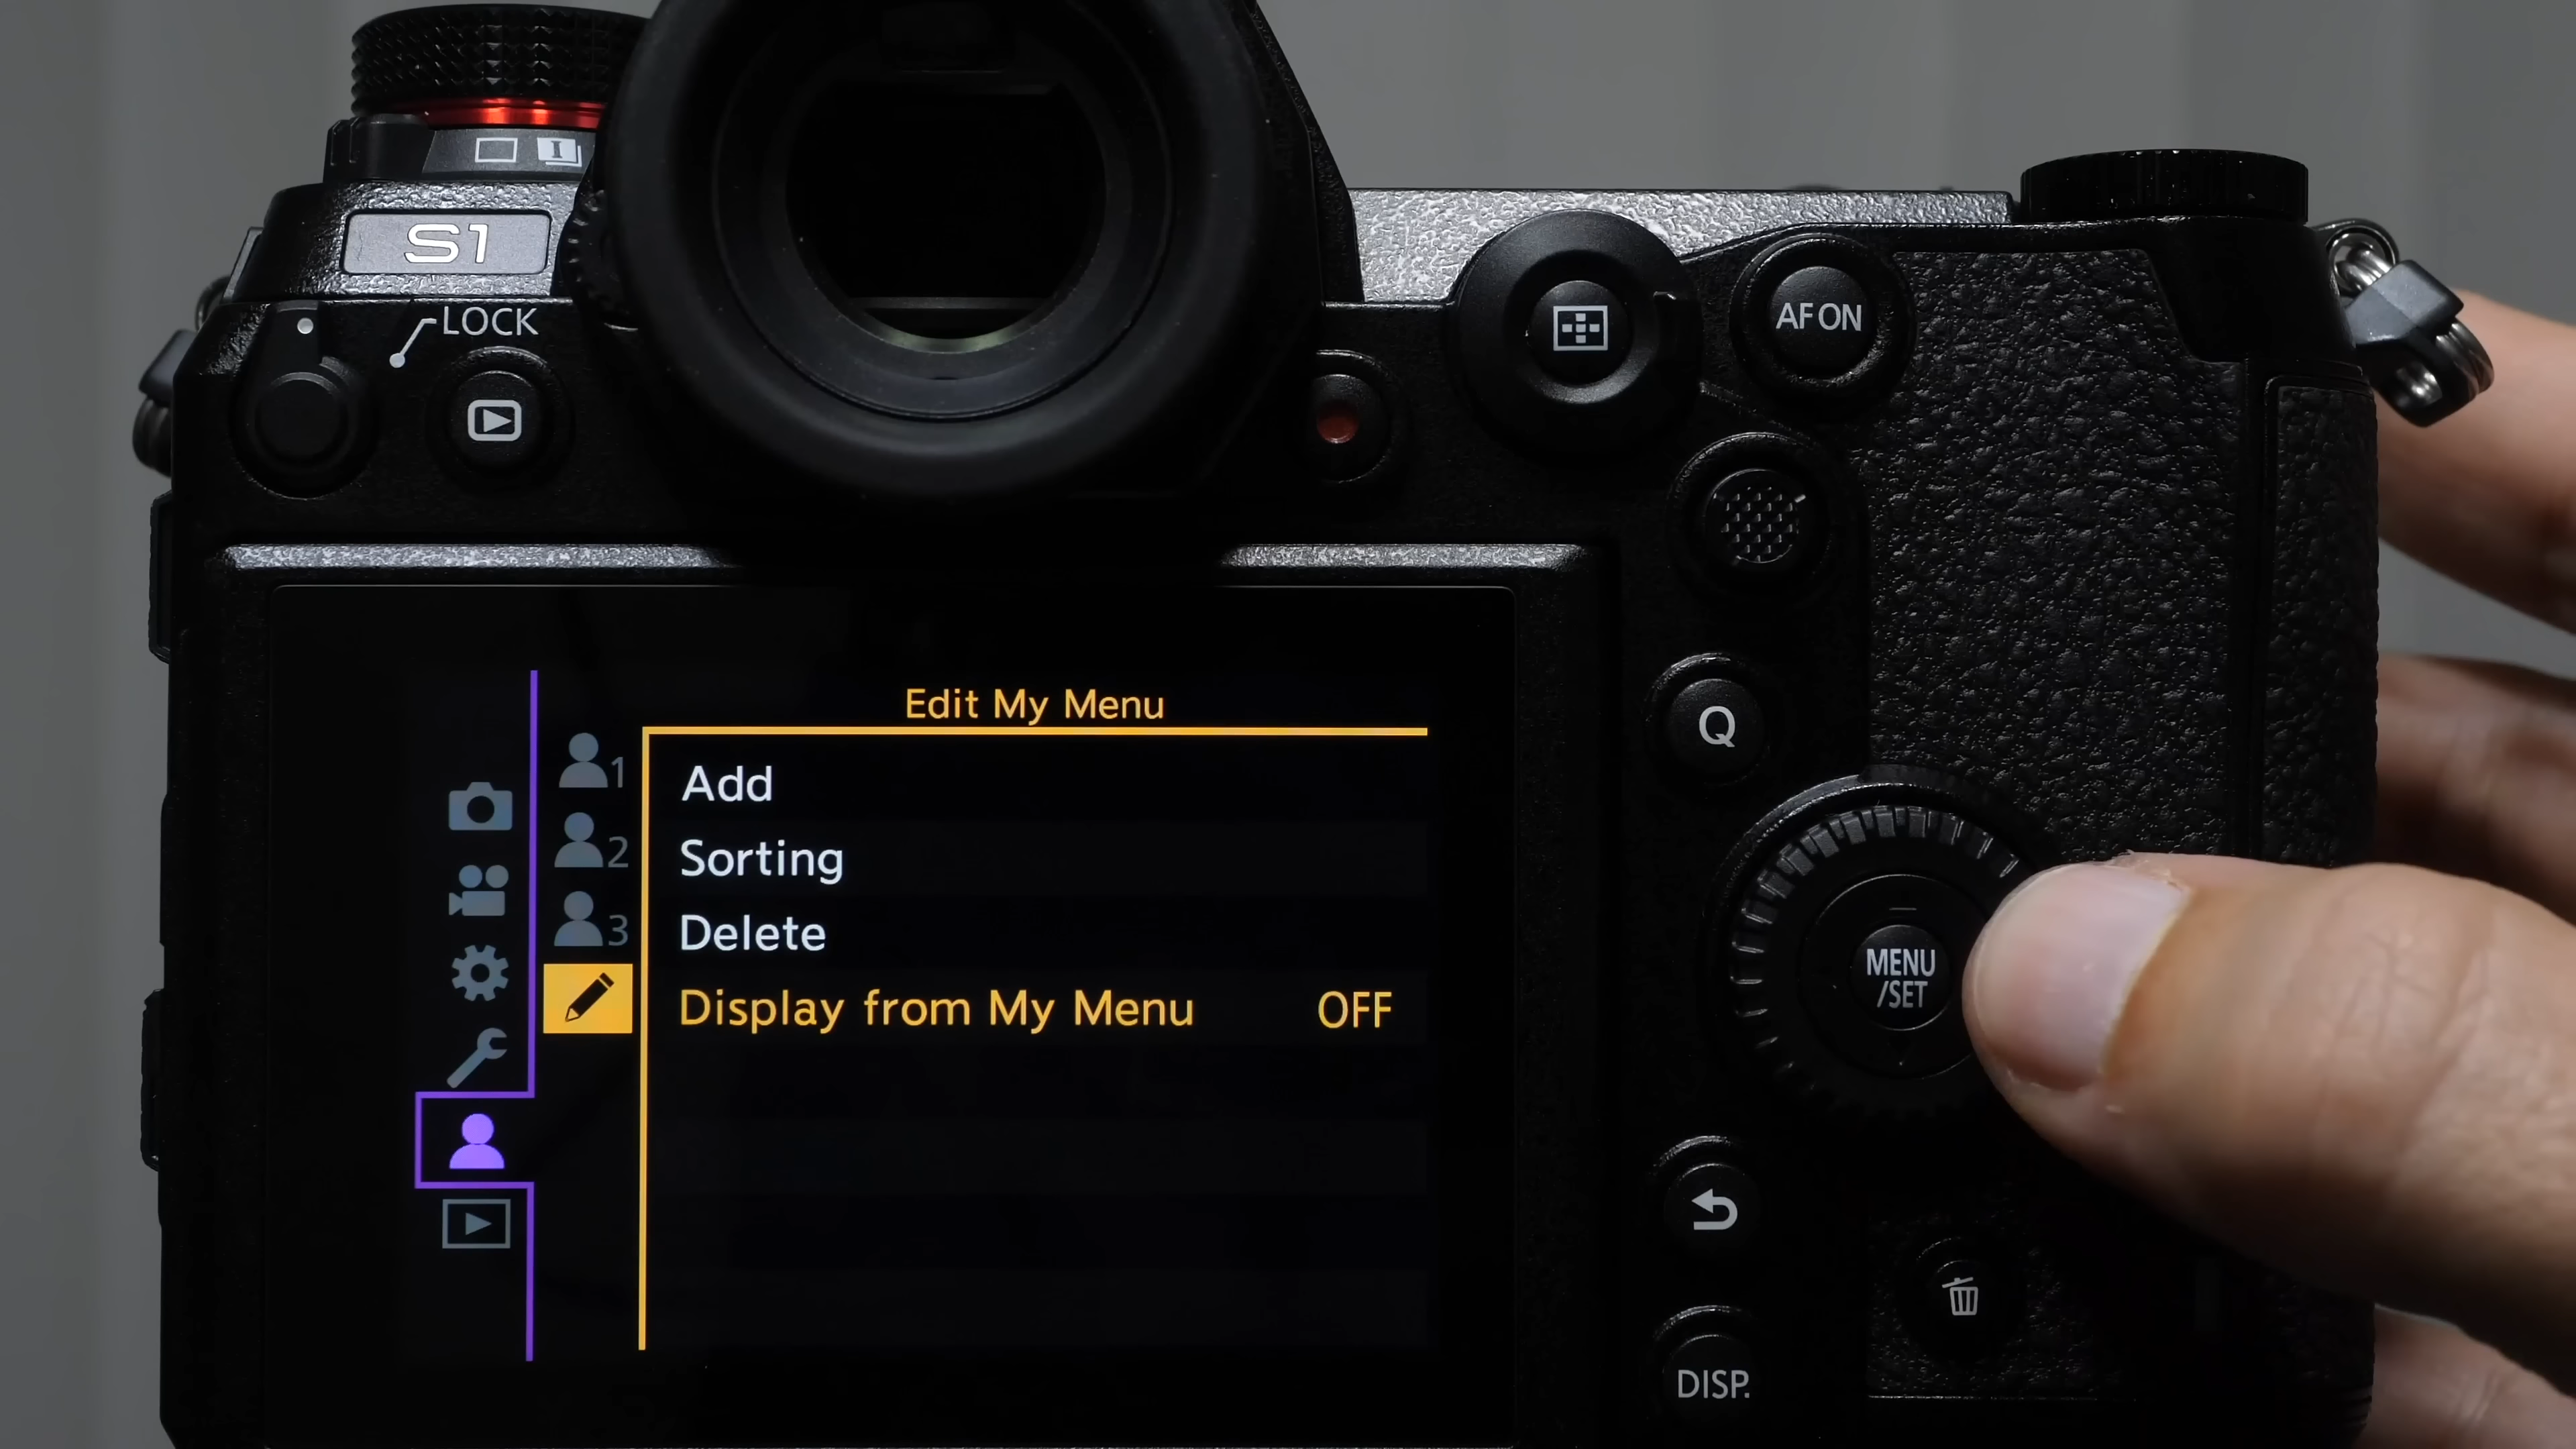 I
S1
LOCK
AF ON
Q
Edit My Menu
1
Add
2
Sorting
3
Delete
Display from My Menu OFF
MENU
/SET
DISP.